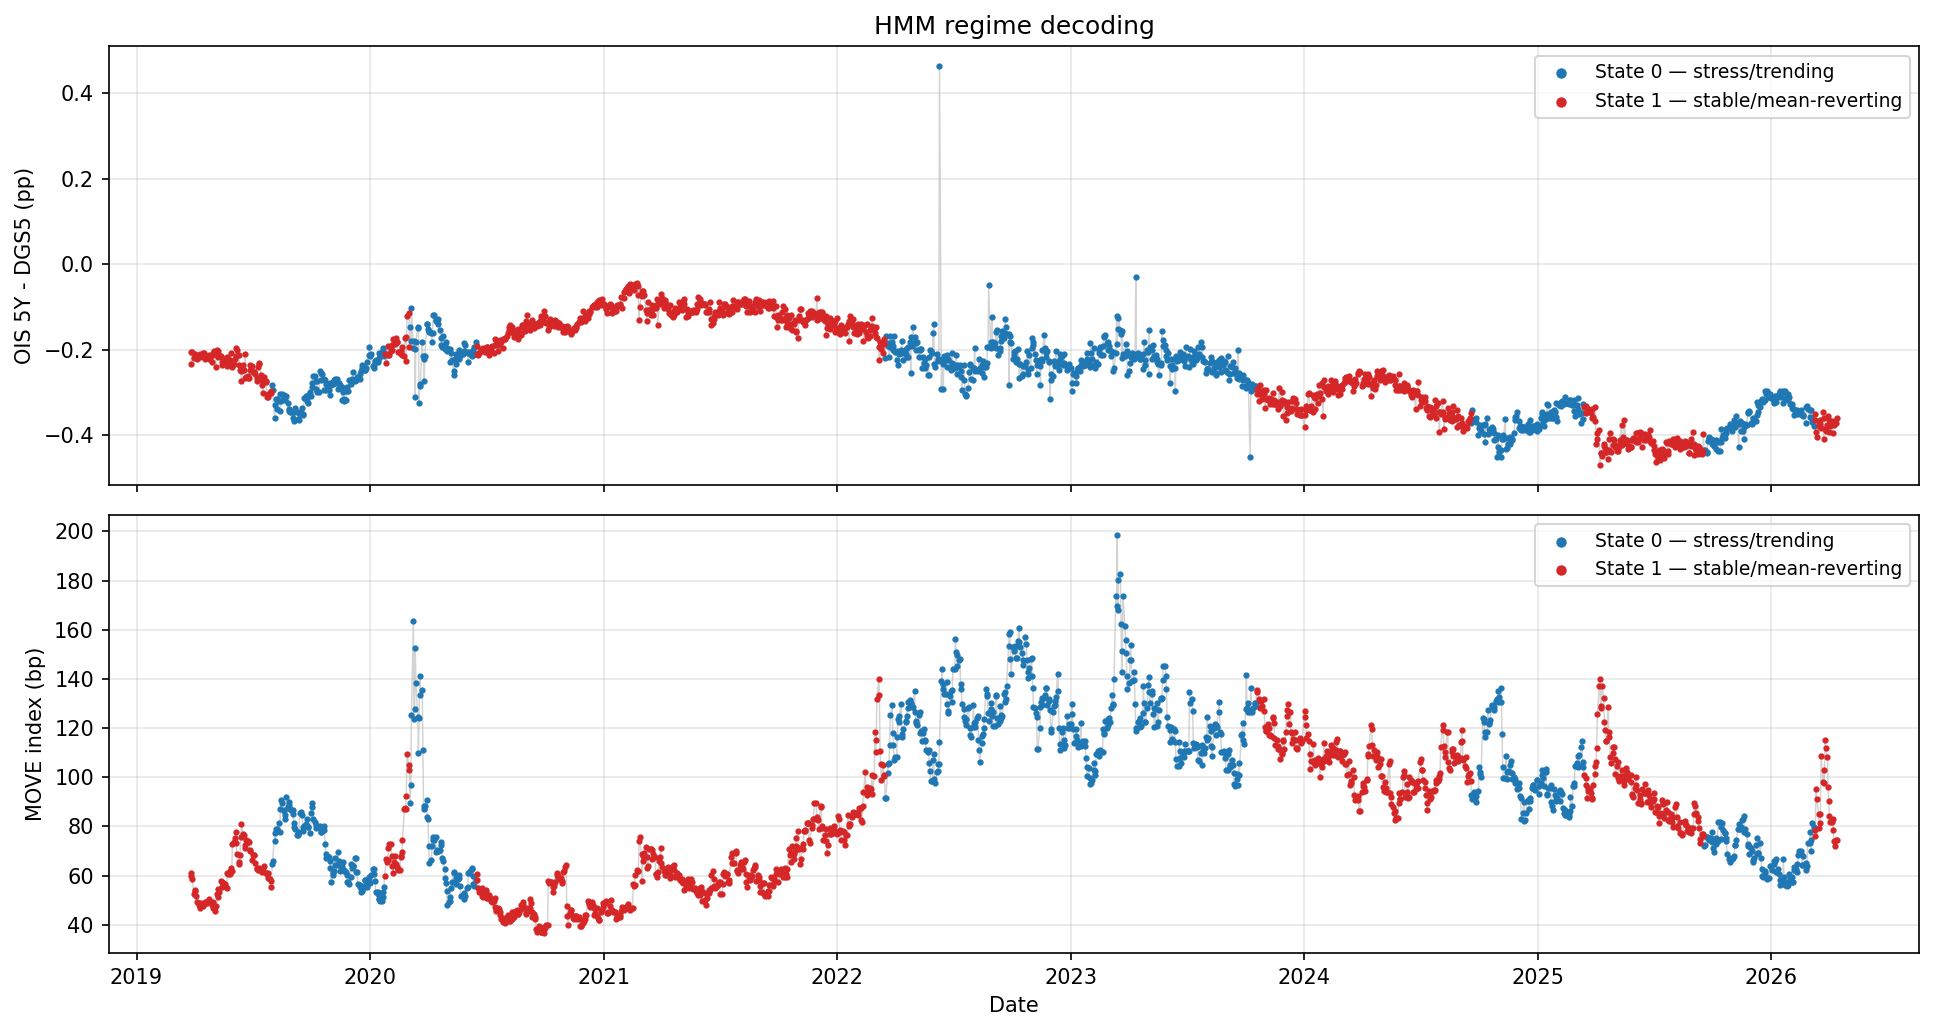 HMM regime decoding
0.4
0.2
0.0
−0.2
−0.4
OIS 5Y - DGS5 (pp)
State 0 — stress/trending
State 1 — stable/mean-reverting
200
180
160
140
120
100
80
60
40
MOVE index (bp)
State 0 — stress/trending
State 1 — stable/mean-reverting
2019 2020 2021 2022 2023 2024 2025 2026
Date